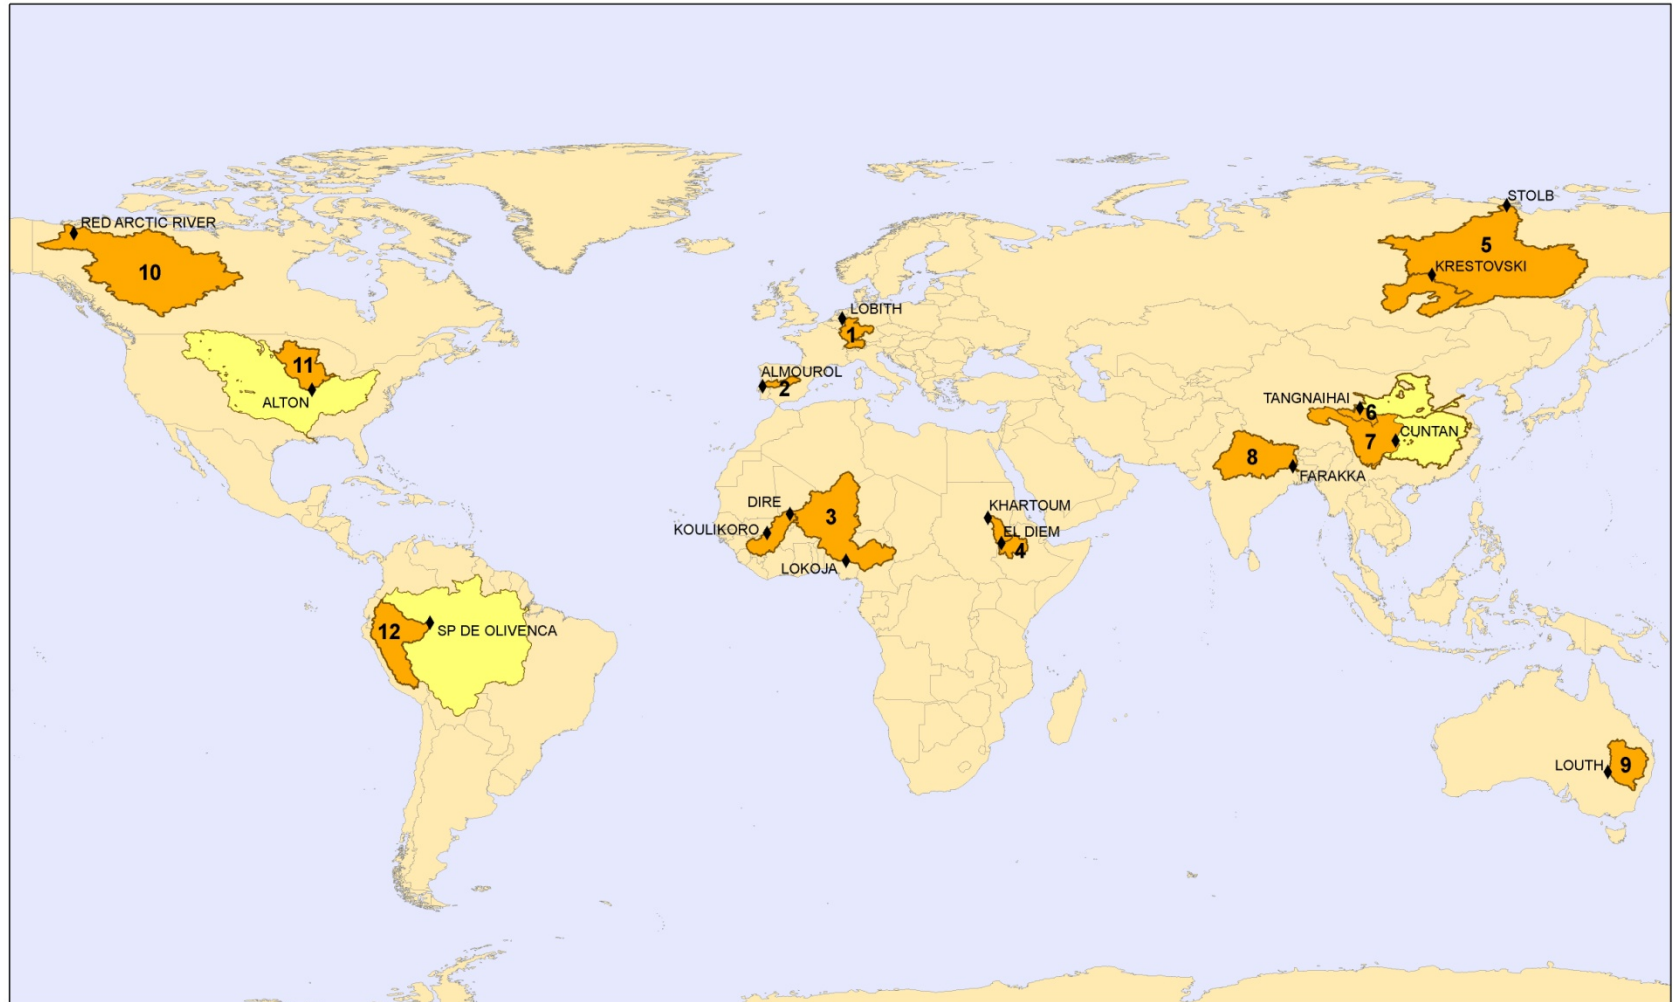 STOLB
RED ARCTIC RIVER
5
10
KRESTOVSKI
LOBITH
1
11
ALMOUROL
2
ALTON
TANGNAIHAI
6
CUNTAN
7
8
FARAKKA
DIRE
3
KHARTOUM
KOULIKORO
EL DIEM
4
LOKOJA
12
SP DE OLIVENCA
LOUTH
9